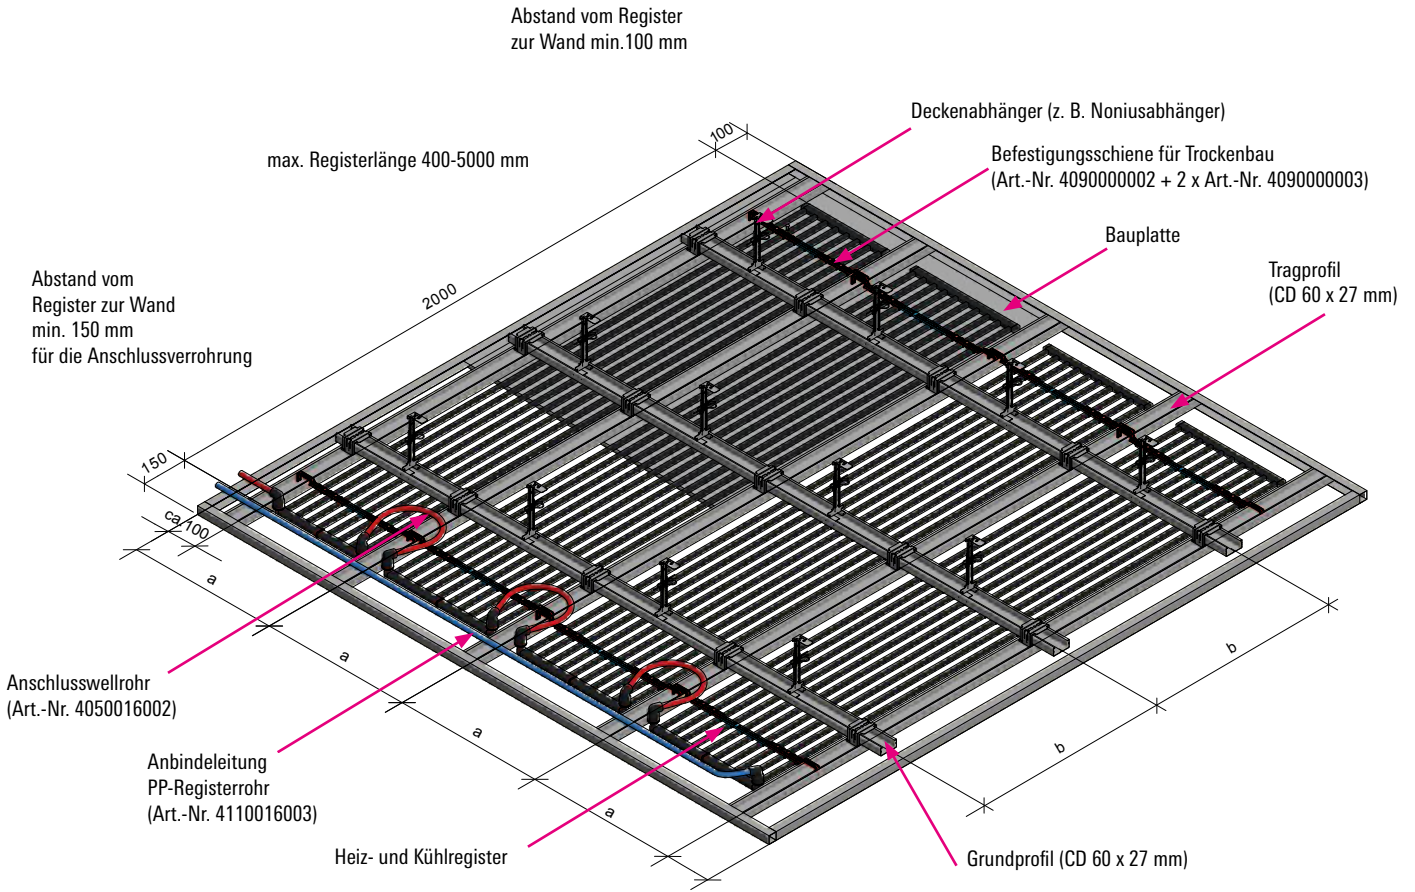 Abstand vom Register
zur Wand min.100 mm
Deckenabhänger (z. B. Noniusabhänger)
100
max. Registerlänge 400-5000 mm
Befestigungsschiene für Trockenbau
(Art.-Nr. 4090000002 + 2 x Art.-Nr. 4090000003)
Bauplatte
Tragprofil
(CD 60 x 27 mm)
Abstand vom
Register zur Wand
min. 150 mm
für die Anschlussverrohrung
2000
150
ca.100
a
a
a
a
b
b
Anschlusswellrohr
(Art.-Nr. 4050016002)
Anbindeleitung
PP-Registerrohr
(Art.-Nr. 4110016003)
Heiz- und Kühlregister
Grundprofil (CD 60 x 27 mm)